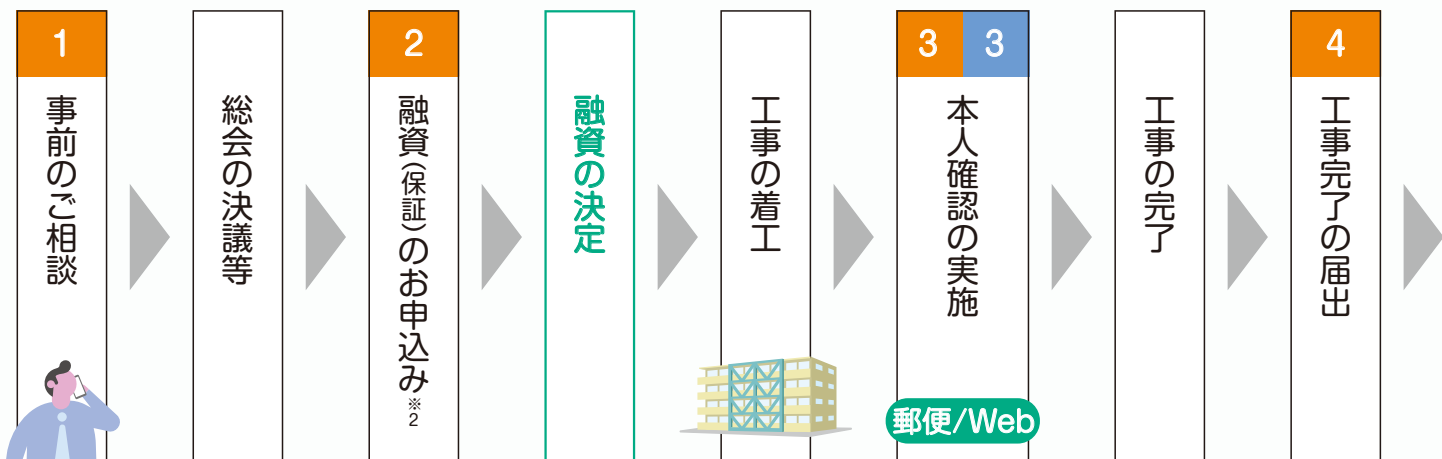 1
事前のご相談
総会の決議等
2
融資(保証)のお申込み※2
融資の決定
工事の着工
3 3
本人確認の実施
郵便/Web
工事の完了
4
工事完了の届出